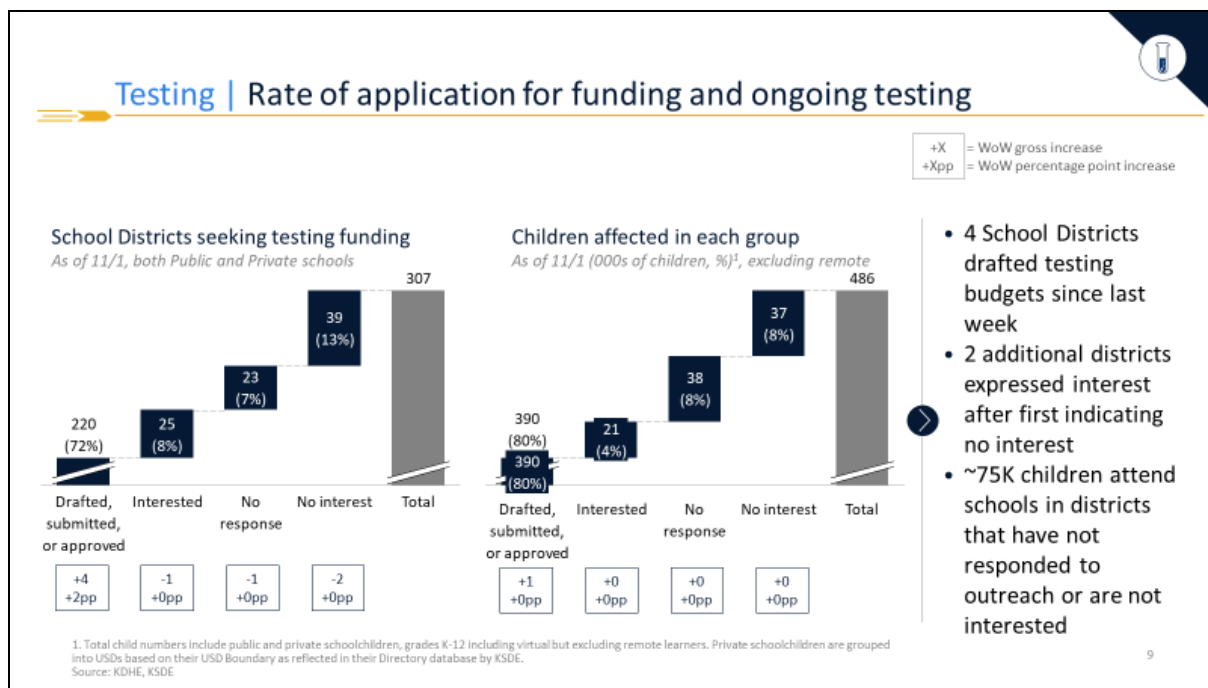 Testing | Rate of application for funding and ongoing testing
+X = WoW gross increase
+Xpp = WoW percentage point increase
School Districts seeking testing funding
As of 11/1, both Public and Private schools
307
39
(13%)
23
(7%)
220
(72%)
25
(8%)
Drafted,
submitted,
or approved
Interested
No
response
No interest
Total
+4
+2pp
-1
+0pp
-1
+0pp
-2
+0pp
Children affected in each group
As of 11/1 (000s of children, %)¹, excluding remote
486
37
(8%)
38
(8%)
390
(80%)
390
(80%)
21
(4%)
Drafted,
submitted,
or approved
Interested
No
response
No interest
Total
+1
+0pp
+0
+0pp
+0
+0pp
+0
+0pp
• 4 School Districts
drafted testing
budgets since last
week
• 2 additional districts
expressed interest
after first indicating
no interest
• ~75K children attend
schools in districts
that have not
responded to
outreach or are not
interested
1. Total child numbers include public and private schoolchildren, grades K-12 including virtual but excluding remote learners. Private schoolchildren are grouped
into USDs based on their USD Boundary as reflected in their Directory database by KSDE.
Source: KDHE, KSDE
9